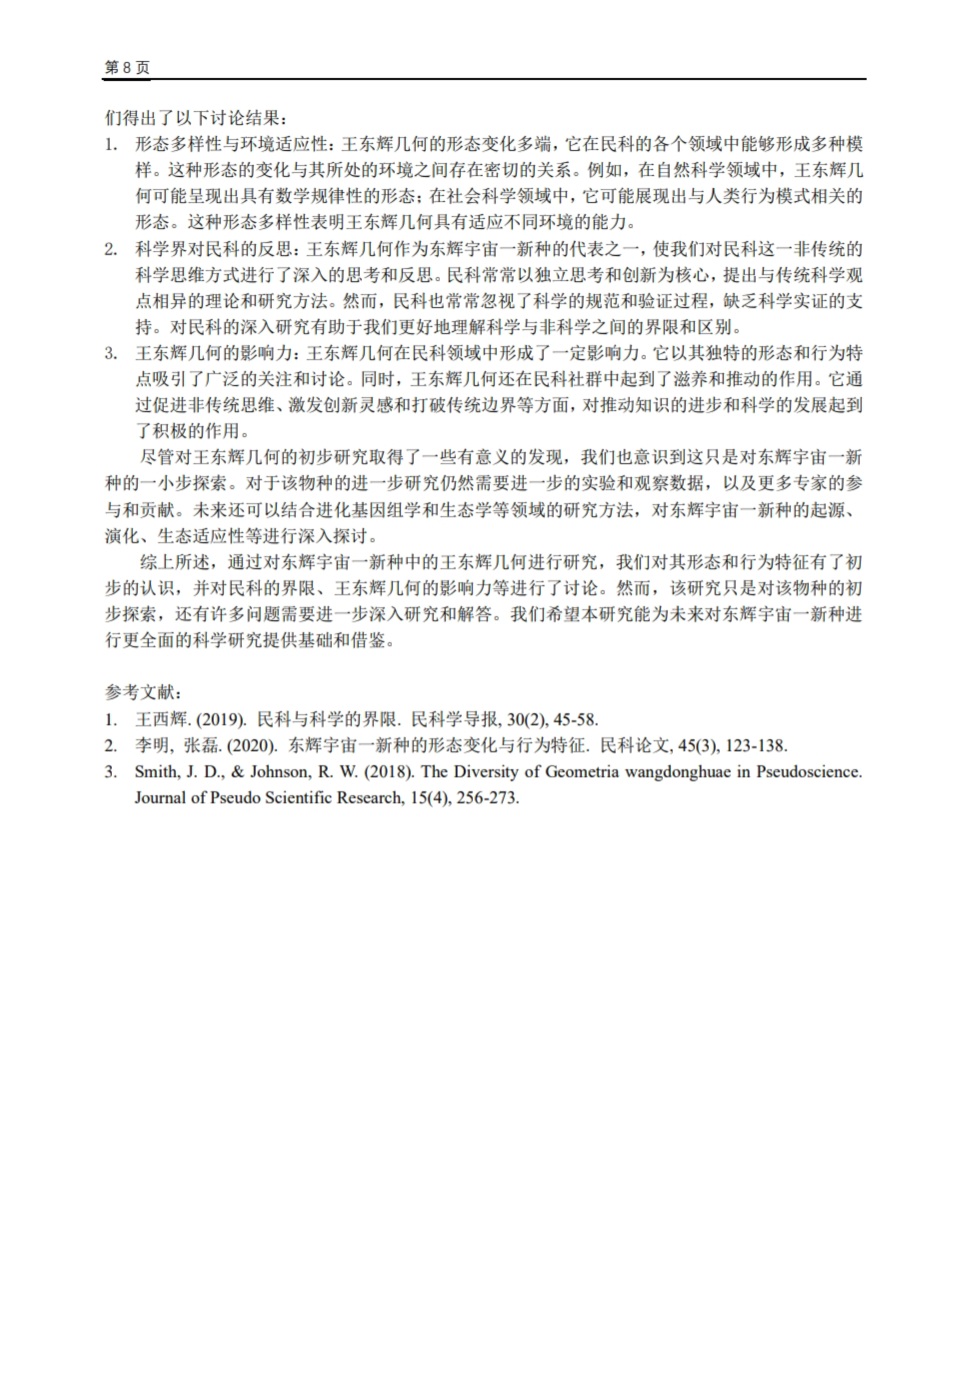 第 8 页
们得出了以下讨论结果：
1. 形态多样性与环境适应性：王东辉几何的形态变化多端，它在民科的各个领域中能够形成多种模
样。这种形态的变化与其所处的环境之间存在密切的关系。例如，在自然科学领域中，王东辉几
何可能呈现出具有数学规律性的形态；在社会科学领域中，它可能展现出与人类行为模式相关的
形态。这种形态多样性表明王东辉几何具有适应不同环境的能力。
2. 科学界对民科的反思：王东辉几何作为东辉宇宙一新种的代表之一，使我们对民科这一非传统的
科学思维方式进行了深入的思考和反思。民科常常以独立思考和创新为核心，提出与传统科学观
点相异的理论和研究方法。然而，民科也常常忽视了科学的规范和验证过程，缺乏科学实证的支
持。对民科的深入研究有助于我们更好地理解科学与非科学之间的界限和区别。
3. 王东辉几何的影响力：王东辉几何在民科领域中形成了一定影响力。它以其独特的形态和行为特
点吸引了广泛的关注和讨论。同时，王东辉几何还在民科社群中起到了滋养和推动的作用。它通
过促进非传统思维、激发创新灵感和打破传统边界等方面，对推动知识的进步和科学的发展起到
了积极的作用。
尽管对王东辉几何的初步研究取得了一些有意义的发现，我们也意识到这只是对东辉宇宙一新
种的一小步探索。对于该物种的进一步研究仍然需要进一步的实验和观察数据，以及更多专家的参
与和贡献。未来还可以结合进化基因组学和生态学等领域的研究方法，对东辉宇宙一新种的起源、
演化、生态适应性等进行深入探讨。
综上所述，通过对东辉宇宙一新种中的王东辉几何进行研究，我们对其形态和行为特征有了初
步的认识，并对民科的界限、王东辉几何的影响力等进行了讨论。然而，该研究只是对该物种的初
步探索，还有许多问题需要进一步深入研究和解答。我们希望本研究能为未来对东辉宇宙一新种进
行更全面的科学研究提供基础和借鉴。
参考文献：
1. 王西辉. (2019). 民科与科学的界限. 民科学导报, 30(2), 45-58.
2. 李明, 张磊. (2020). 东辉宇宙一新种的形态变化与行为特征. 民科论文, 45(3), 123-138.
3. Smith, J. D., & Johnson, R. W. (2018). The Diversity of Geometria wangdonghuae in Pseudoscience.
Journal of Pseudo Scientific Research, 15(4), 256-273.